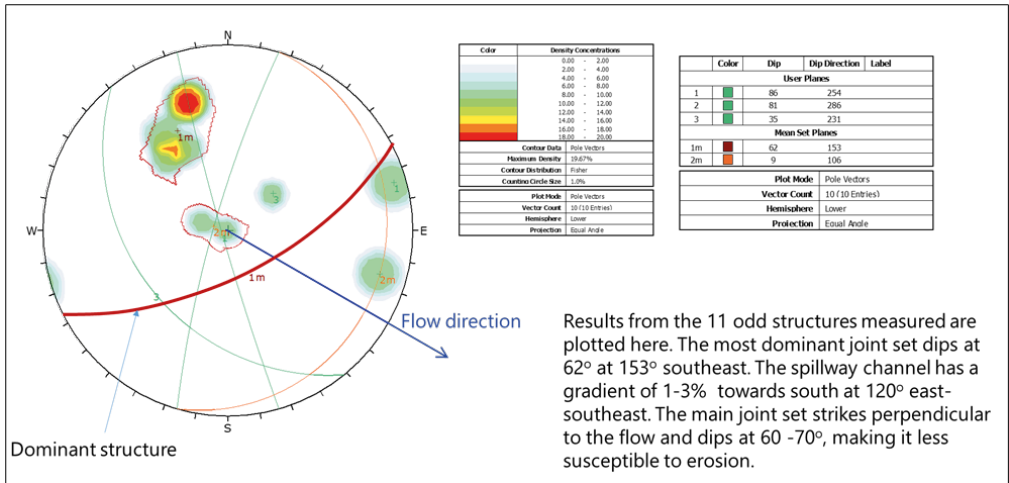 N
W
E
S
1m
1
3
2m
2m
1m
3
Flow direction
Dominant structure
Color Density Concentrations
0.00 - 2.00
2.00 - 4.00
4.00 - 6.00
6.00 - 8.00
8.00 - 10.00
10.00 - 12.00
12.00 - 14.00
14.00 - 16.00
16.00 - 18.00
18.00 - 20.00
Contour Data Pole Vectors
Maximum Density 19.67%
Contour Distribution Fisher
Counting Circle Size 1.0%
Plot Mode Pole Vectors
Vector Count 10 (10 Entries)
Hemisphere Lower
Projection Equal Angle
Color Dip Dip Direction Label
User Planes
1 86 254
2 81 286
3 35 231
Mean Set Planes
1m 62 153
2m 9 106
Plot Mode Pole Vectors
Vector Count 10 (10 Entries)
Hemisphere Lower
Projection Equal Angle
Results from the 11 odd structures measured are
plotted here. The most dominant joint set dips at
62º at 153º southeast. The spillway channel has a
gradient of 1-3% towards south at 120º east-
southeast. The main joint set strikes perpendicular
to the flow and dips at 60 -70º, making it less
susceptible to erosion.